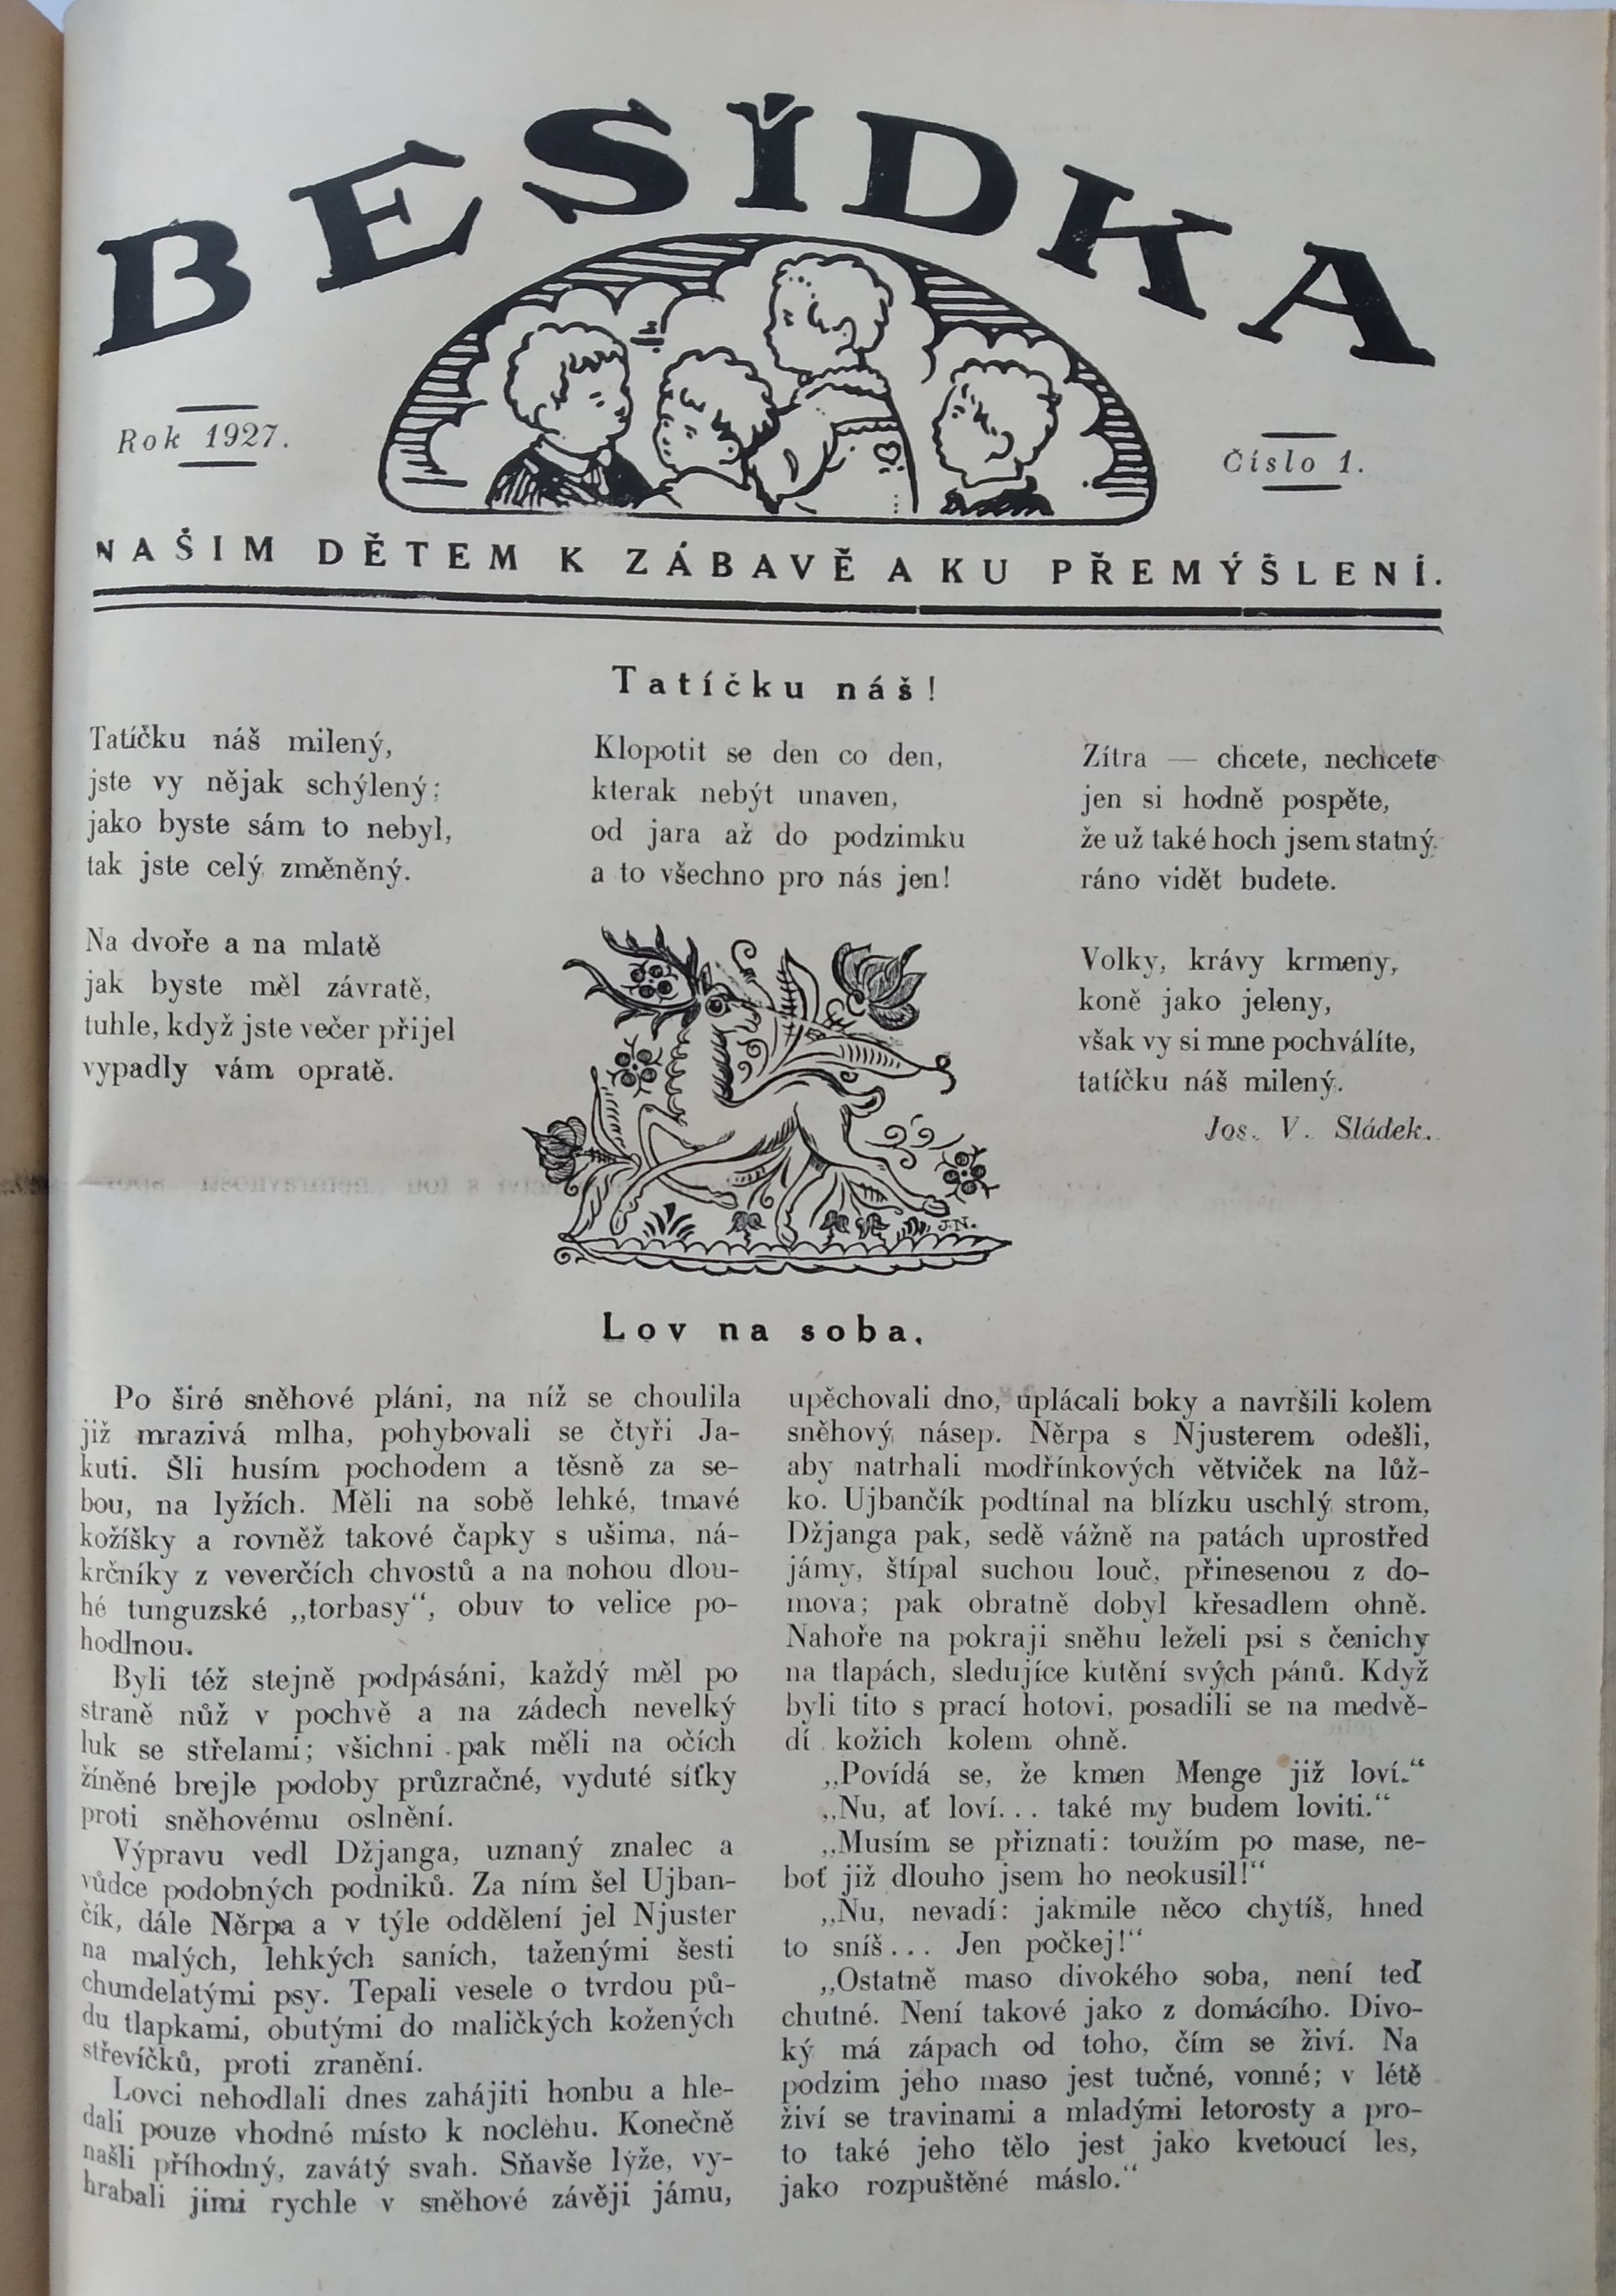 BESÍDKA
Rok 1927.
Číslo 1.
NAŠIM DĚTEM K ZÁBAVĚ A KU PŘEMÝŠLENÍ.
Tatíčku náš!
Tatíčku náš milený,
jste vy nějak schýlený;
jako byste sám to nebyl,
tak jste celý změněný.
Na dvoře a na mlatě
jak byste měl závratě,
tuhle, když jste večer přijel
vypadly vám opratě.
Klopotit se den co den,
kterak nebýt unaven,
od jara až do podzimku
a to všechno pro nás jen!
Zítra — chcete, nechcete
jen si hodně pospěte,
že už také hoch jsem statný
ráno vidět budete.
Volky, krávy krmeny,
koně jako jeleny,
však vy si mne pochválíte,
tatíčku náš milený.
Jos. V. Sládek.
J.N.
Lov na soba.
Po širé sněhové pláni, na níž se choulila
již mrazivá mlha, pohybovali se čtyři Ja-
kuti. Šli husím pochodem a těsně za se-
bou, na lyžích. Měli na sobě lehké, tmavé
kožíšky a rovněž takové čapky s ušima, ná-
krčníky z veverčích chvostů a na nohou dlou-
hé tunguzské „torbasy“, obuv to velice po-
hodlnou.
Byli též stejně podpásáni, každý měl po
straně nůž v pochvě a na zádech nevelký
luk se střelami; všichni pak měli na očích
žíněné brejle podoby průzračné, vyduté síťky
proti sněhovému oslnění.
Výpravu vedl Džjanga, uznaný znalec a
vůdce podobných podniků. Za ním šel Ujban-
čík, dále Něrpa a v týle oddělení jel Njuster
na malých, lehkých saních, taženými šesti
chundelatými psy. Tepali vesele o tvrdou pů-
du tlapkami, obutými do maličkých kožených
střevíčků, proti zranění.
Lovci nehodlali dnes zahájiti honbu a hle-
dali pouze vhodné místo k noclehu. Konečně
našli příhodný, zavátý svah. Sňavše lyže, vy-
hrabali jimi rychle v sněhové závěji jámu,
upěchovali dno, uplácali boky a navršili kolem
sněhový násep. Něrpa s Njusterem odešli,
aby natrhali modřínkových větviček na lůž-
ko. Ujbančík podtínal na blízku uschlý strom,
Džjanga pak, sedě vážně na patách uprostřed
jámy, štípal suchou louč, přinesenou z do-
mova; pak obratně dobyl křesadlem ohně.
Nahoře na pokraji sněhu leželi psi s čenichy
na tlapách, sledujíce kutění svých pánů. Když
byli tito s prací hotovi, posadili se na medvě-
dí kožich kolem ohně.
„Povídá se, že kmen Menge již loví.“
„Nu, ať loví... také my budem loviti.“
„Musím se přiznati: toužím po mase, ne-
boť již dlouho jsem ho neokusil!“
„Nu, nevadí: jakmile něco chytíš, hned
to sníš... Jen počkej!“
„Ostatně maso divokého soba, není teď
chutné. Není takové jako z domácího. Divo-
ký má zápach od toho, čím se živí. Na
podzim jeho maso jest tučné, vonné; v létě
živí se travinami a mladými letorosty a pro-
to také jeho tělo jest jako kvetoucí les,
jako rozpuštěné máslo.“